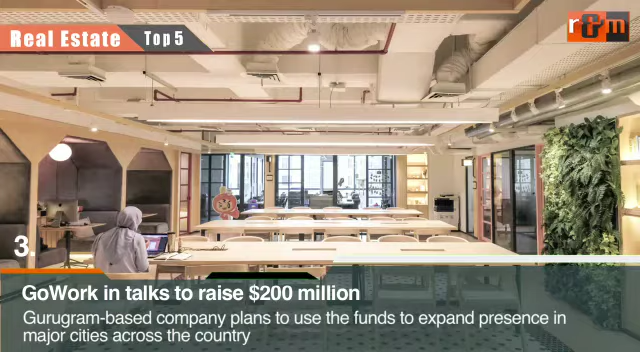 Real Estate Top 5
r&m
3.
GoWork in talks to raise $200 million
Gurugram-based company plans to use the funds to expand presence in
major cities across the country